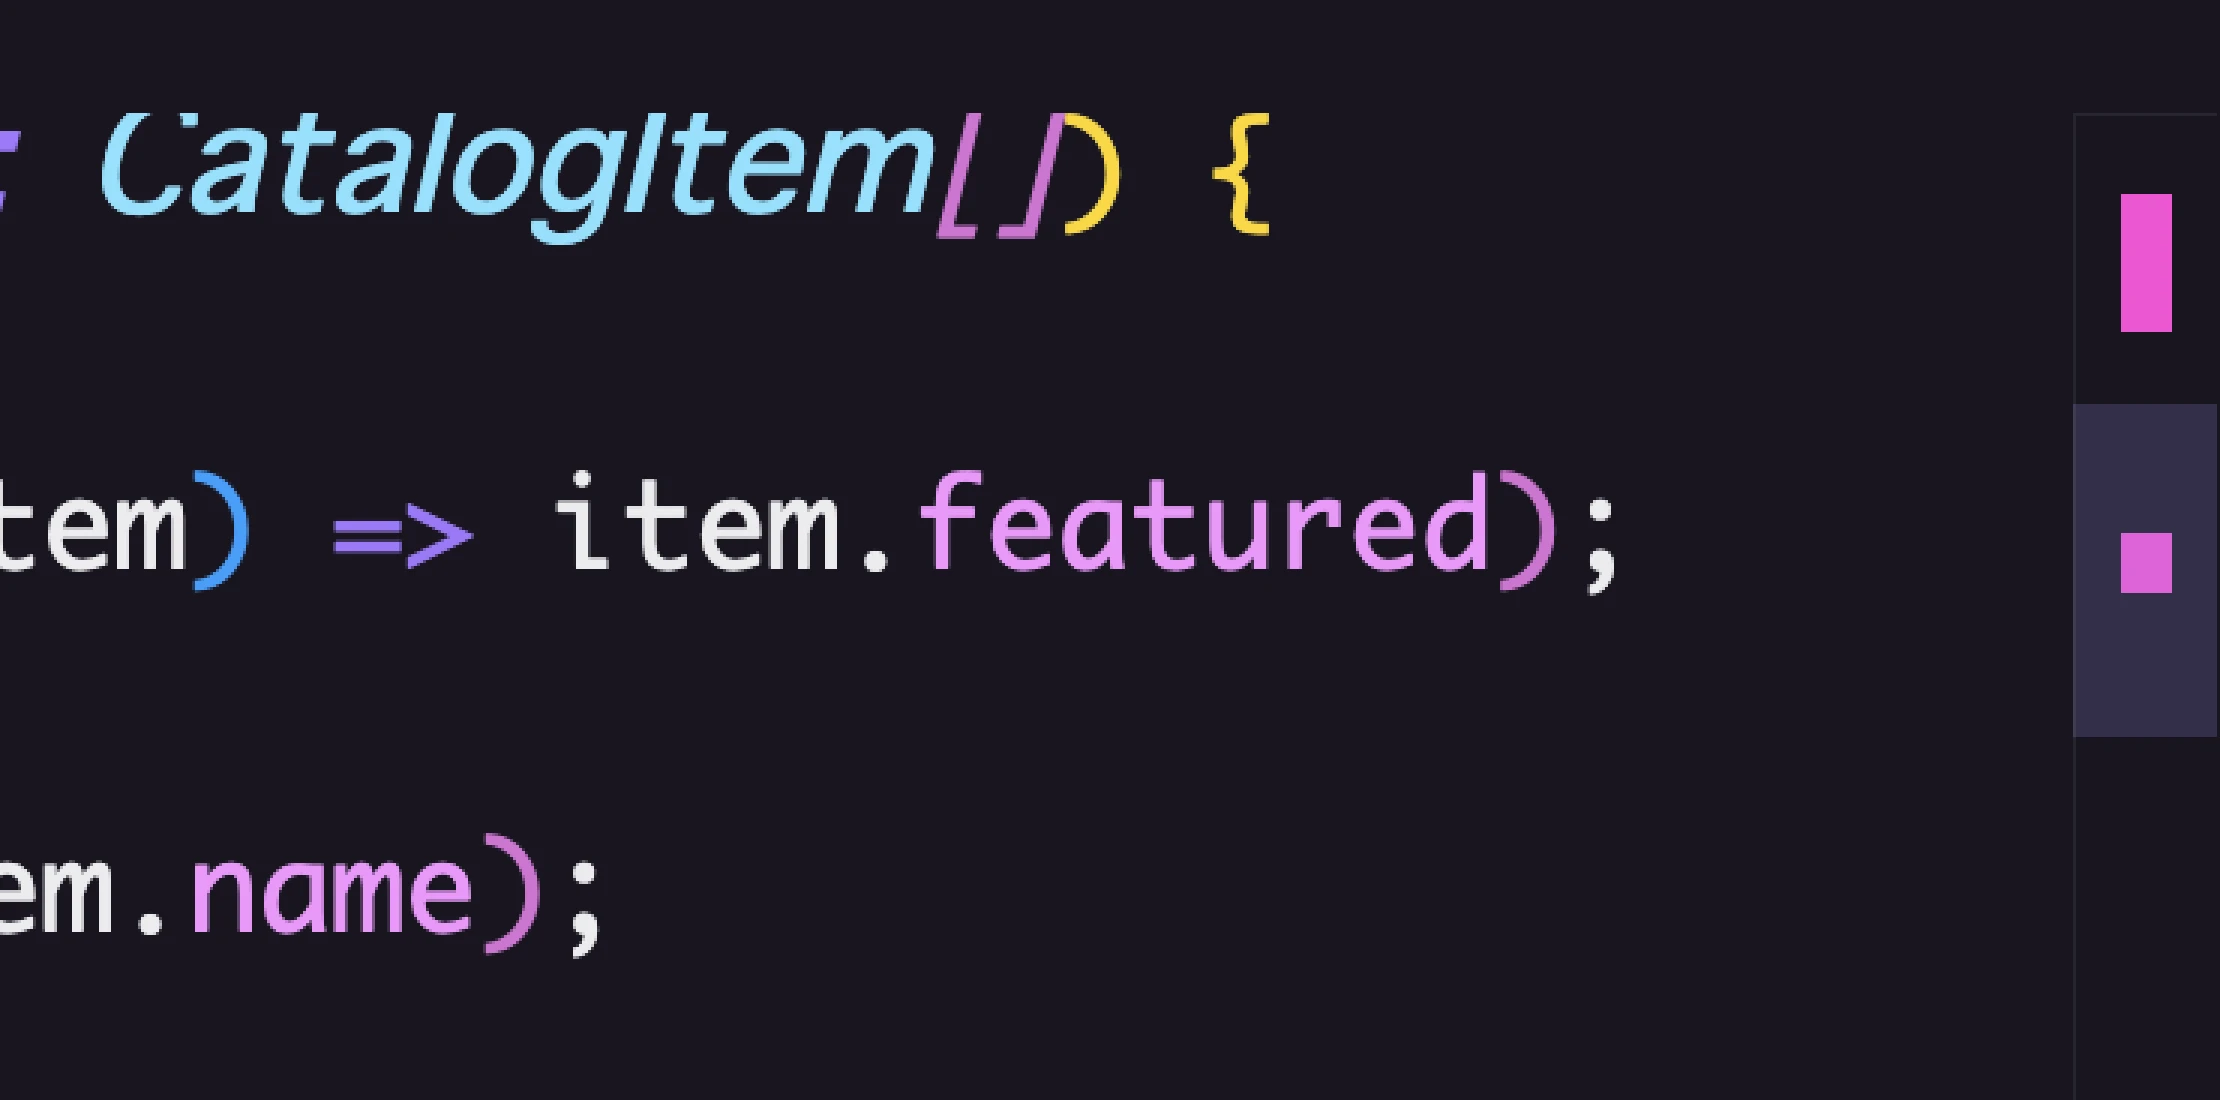 : CatalogItem[]) {
tem) => item.featured);
em.name);